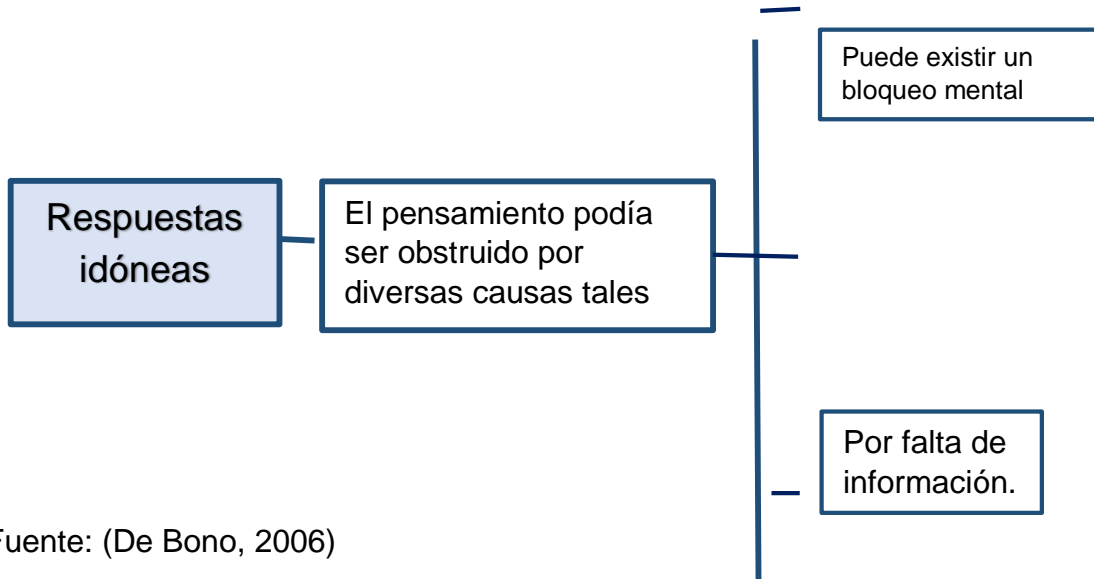 Puede existir un
bloqueo mental
Respuestas
idóneas
El pensamiento podía
ser obstruido por
diversas causas tales
Por falta de
información.
Fuente: (De Bono, 2006)